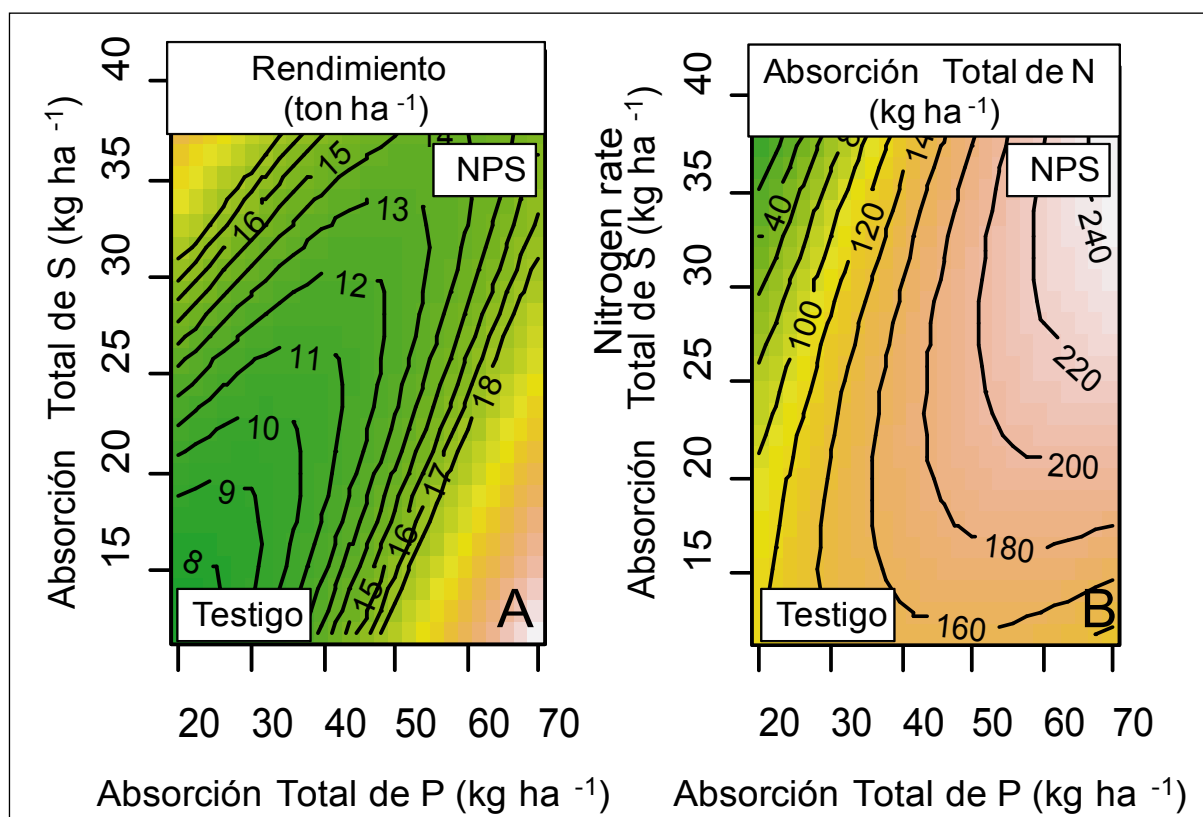 Rendimiento
(ton ha -1)
Absorción Total de S (kg ha -1)
40
35
30
25
20
15
14
15
NPS
16
13
12
11
18
10
9
17
16
8
15
Testigo
A
20 30 40 50 60 70
Absorción Total de P (kg ha -1)
Absorción Total de N
(kg ha -1)
Nitrogen rate
Absorción Total de S (kg ha -1)
40
35
30
25
20
15
NPS
40
120
240
100
220
200
180
160
Testigo
B
20 30 40 50 60 70
Absorción Total de P (kg ha -1)